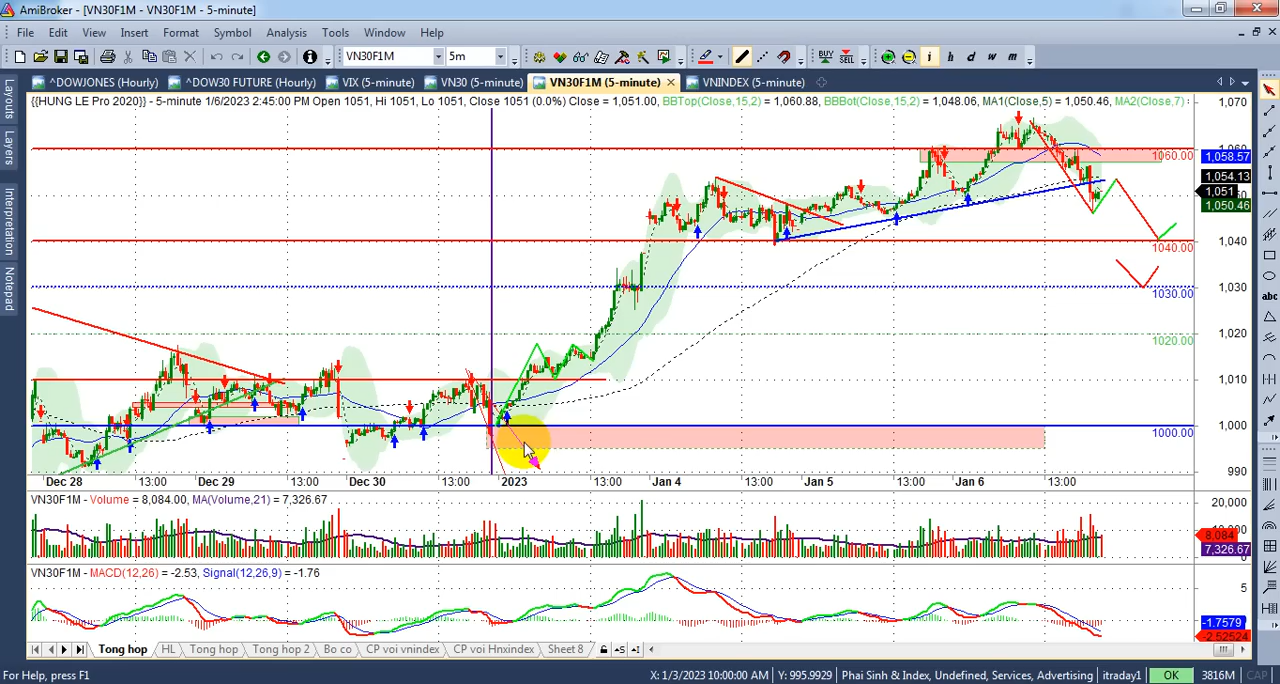 AmiBroker - [VN30F1M - VN30F1M - 5-minute]
File Edit View Insert Format Symbol Analysis Tools Window Help
VN30F1M 5m BUY SELL i h d w m
^DOWJONES (Hourly) ^DOW30 FUTURE (Hourly) VIX (5-minute) VN30 (5-minute) VN30F1M (5-minute) VNINDEX (5-minute)
Layouts
Layers
Interpretation
Notepad
{{HUNG LE Pro 2020}} - 5-minute 1/6/2023 2:45:00 PM Open 1051, Hi 1051, Lo 1051, Close 1051 (0.0%) Close = 1,051.00, BBTop(Close,15,2) = 1,060.88, BBBot(Close,15,2) = 1,048.06, MA1(Close,5) = 1,050.46, MA2(Close,7)
1,070
1060.00
1,058.57
1,054.13
1,051
1,050.46
1,040
1040.00
1,030
1030.00
1,020
1020.00
1,010
1,000
1000.00
990
Dec 28 13:00 Dec 29 13:00 Dec 30 13:00 2023 13:00 Jan 4 13:00 Jan 5 13:00 Jan 6 13:00
VN30F1M - Volume = 8,084.00, MA(Volume,21) = 7,326.67
20,000
8,084
7,326.67
VN30F1M - MACD(12,26) = -2.53, Signal(12,26,9) = -1.76
5
-1.7579
-2.52524
Tong hop HL Tong hop Tong hop 2 Bo co CP voi vnindex CP voi Hnxindex Sheet 8
For Help, press F1 X: 1/3/2023 10:00:00 AM Y: 995.9929 Phai Sinh & Index, Undefined, Services, Advertising itraday1 OK 3816M CAP
abc